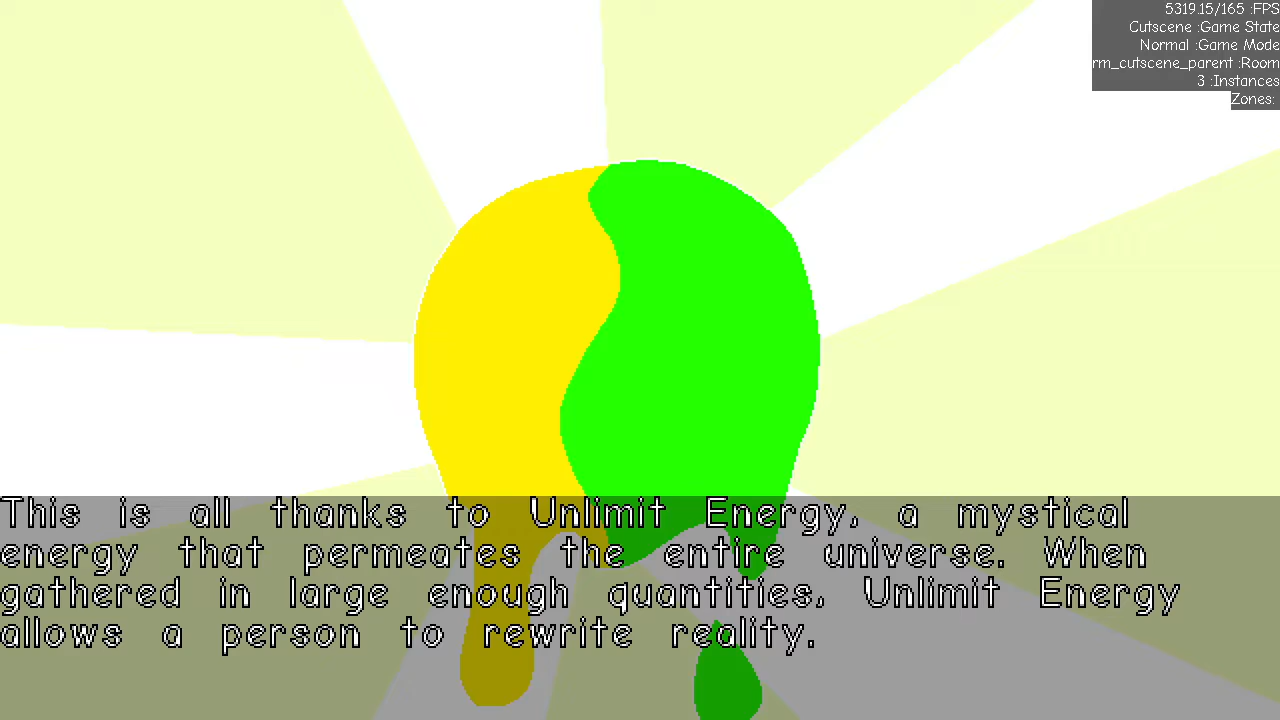 531915/165 :FPS
Cutscene :Game State
Normal :Game Mode
rm_cutscene_parent :Room
3 :Instances
Zones:
This is all thanks to Unlimit Energy, a mystical
energy that permeates the entire universe. When
gathered in large enough quantities, Unlimit Energy
allows a person to rewrite reality.